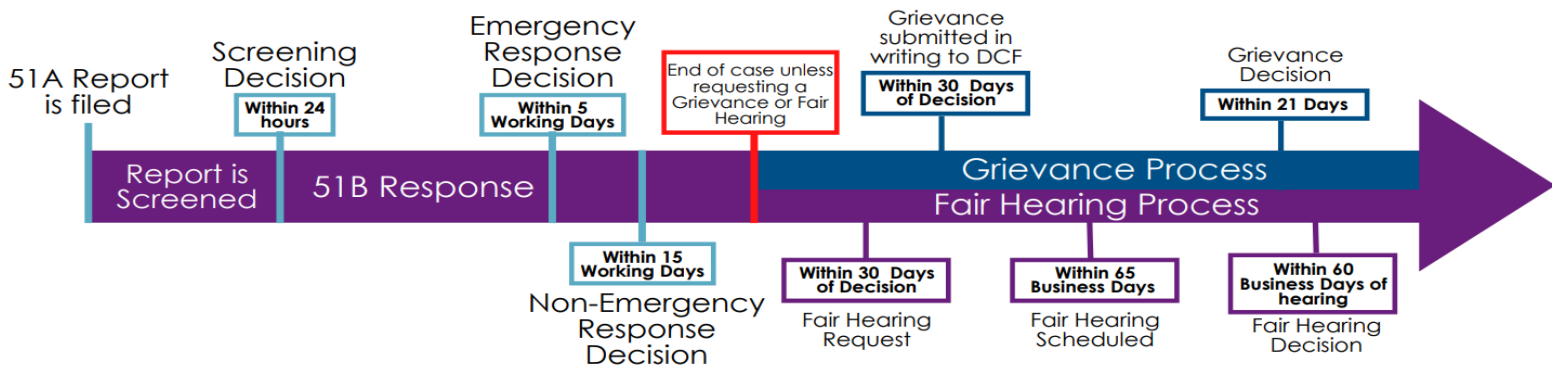 51A Report
is filed
Screening
Decision
Within 24
hours
Emergency
Response
Decision
Within 5
Working Days
End of case unless
requesting a
Grievance or Fair
Hearing
Grievance
submitted in
writing to DCF
Within 30 Days
of Decision
Grievance
Decision
Within 21 Days
Report is
Screened
51B Response
Grievance Process
Fair Hearing Process
Within 15
Working Days
Non-Emergency
Response
Decision
Within 30 Days
of Decision
Fair Hearing
Request
Within 65
Business Days
Fair Hearing
Scheduled
Within 60
Business Days of
hearing
Fair Hearing
Decision